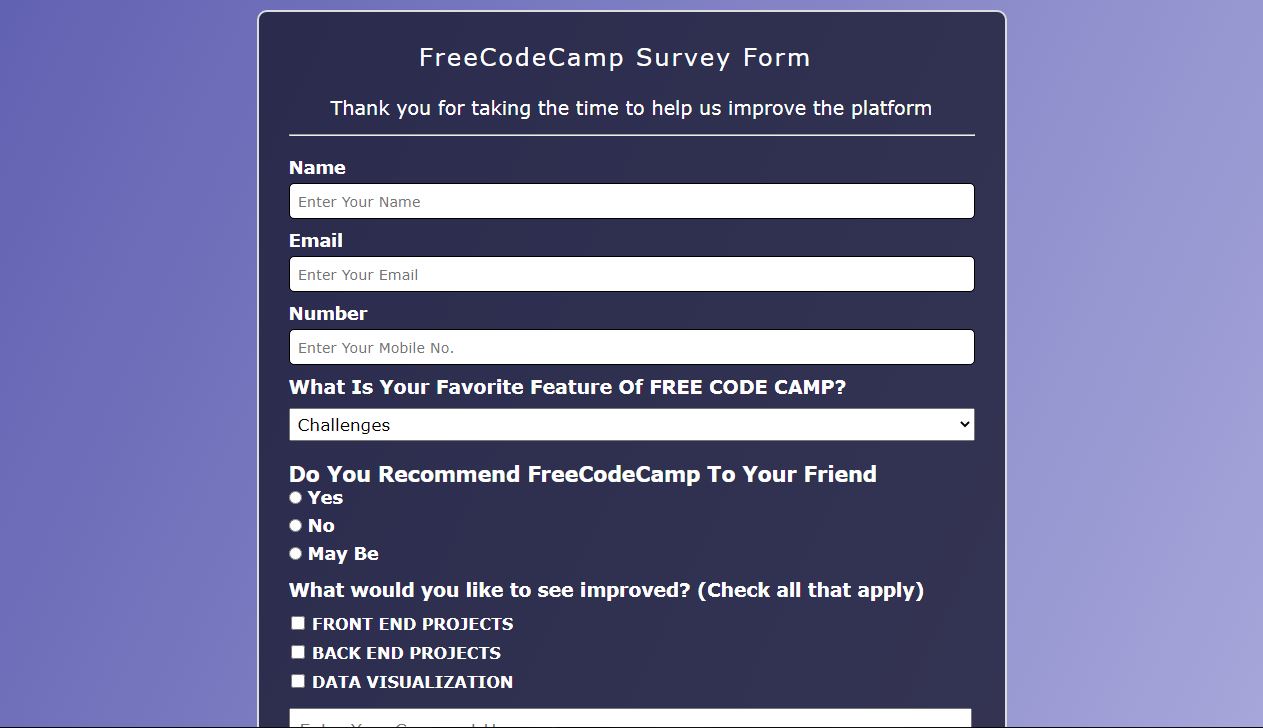 FreeCodeCamp Survey Form
Thank you for taking the time to help us improve the platform
Name
Enter Your Name
Email
Enter Your Email
Number
Enter Your Mobile No.
What Is Your Favorite Feature Of FREE CODE CAMP?
Challenges
Do You Recommend FreeCodeCamp To Your Friend
Yes
No
May Be
What would you like to see improved? (Check all that apply)
FRONT END PROJECTS
BACK END PROJECTS
DATA VISUALIZATION